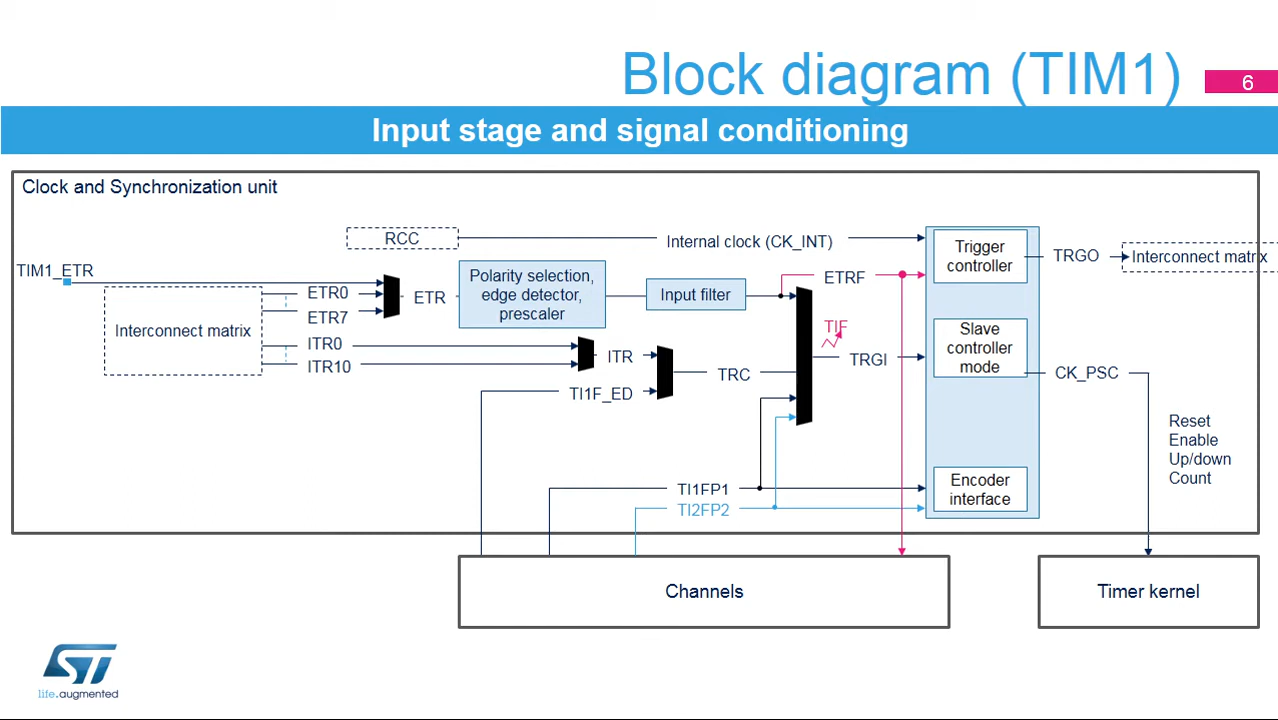 Block diagram (TIM1)
6
Input stage and signal conditioning
Clock and Synchronization unit
RCC
Internal clock (CK_INT)
Trigger
controller
TRGO
Interconnect matrix
TIM1_ETR
Polarity selection,
edge detector,
prescaler
Input filter
ETRF
ETR0
ETR
ETR7
Interconnect matrix
TIF
Slave
controller
mode
ITR0
ITR
ITR10
TRGI
TRC
CK_PSC
TI1F_ED
Reset
Enable
Up/down
Count
TI1FP1
TI2FP2
Encoder
interface
Channels
Timer kernel
ST
life.augmented